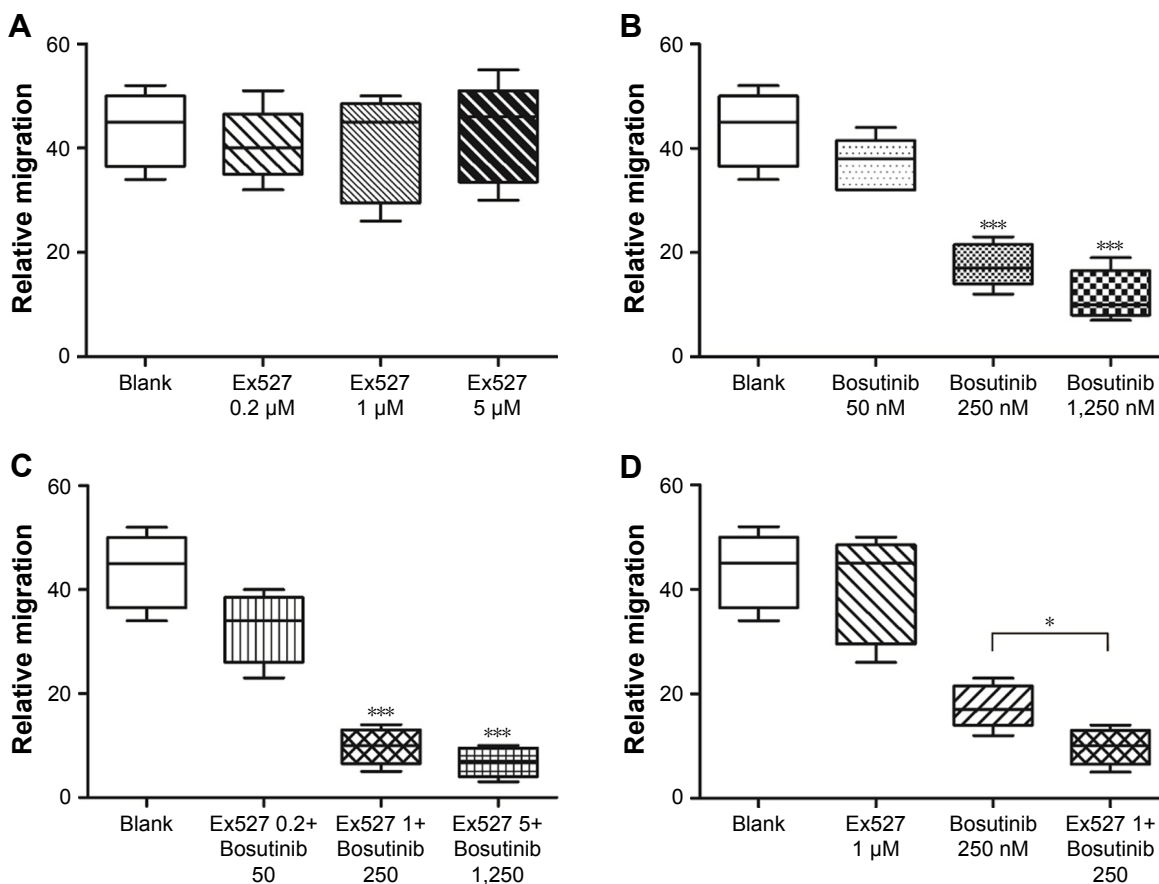 A
Relative migration
60
40
20
0
Blank
Ex527
0.2 µM
Ex527
1 µM
Ex527
5 µM
B
Relative migration
60
40
20
0
***
***
Blank
Bosutinib
50 nM
Bosutinib
250 nM
Bosutinib
1,250 nM
C
Relative migration
60
40
20
0
***
***
Blank
Ex527 0.2+
Bosutinib
50
Ex527 1+
Bosutinib
250
Ex527 5+
Bosutinib
1,250
D
Relative migration
60
40
20
0
*
Blank
Ex527
1 µM
Bosutinib
250 nM
Ex527 1+
Bosutinib
250